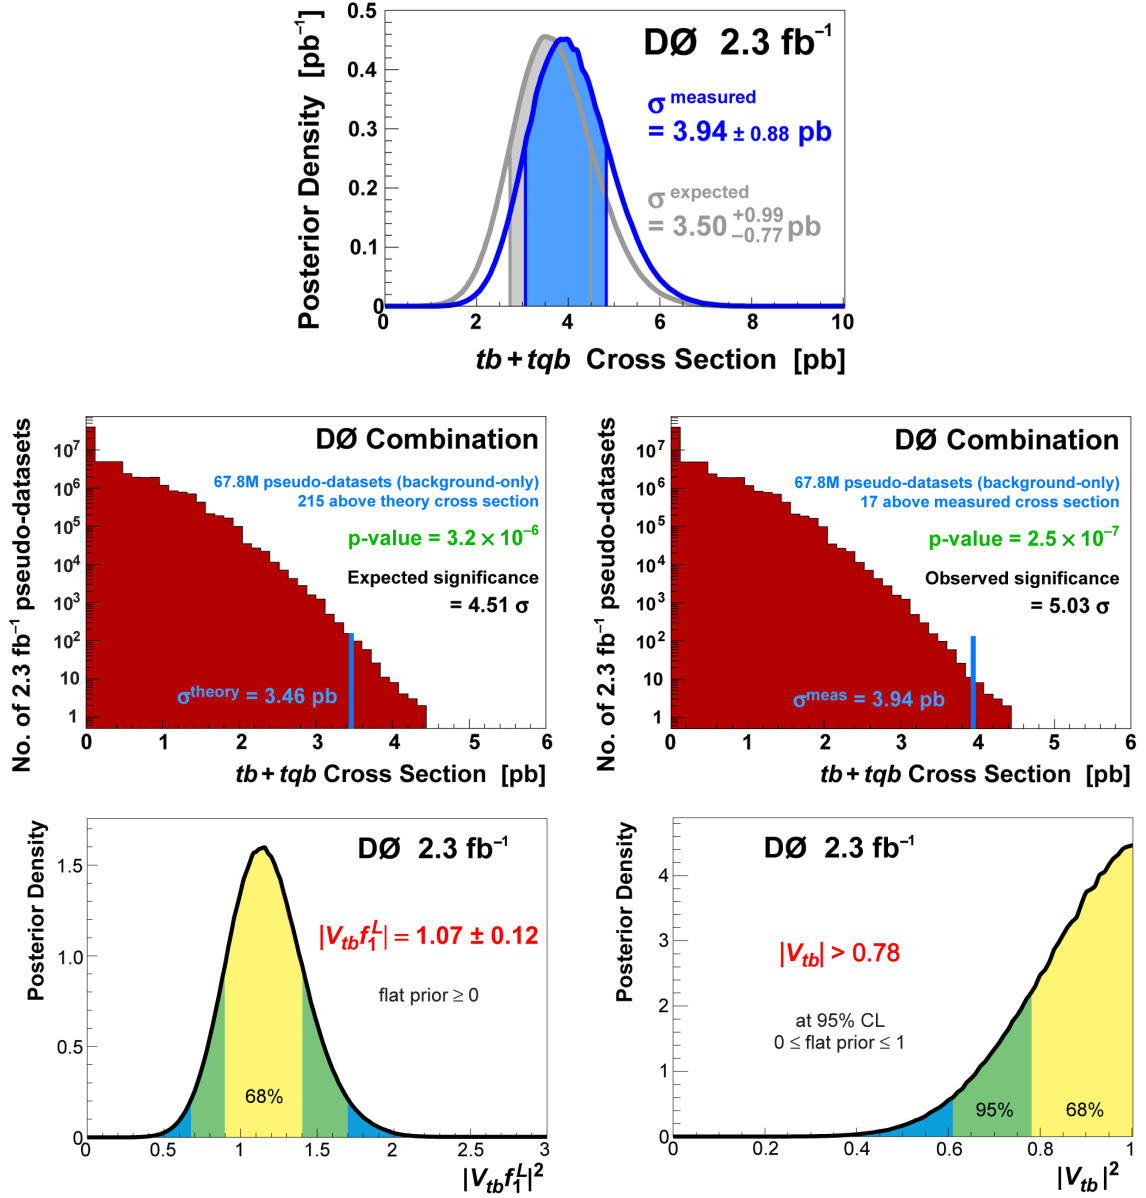 DØ 2.3 fb⁻¹
σ measured
= 3.94 ± 0.88 pb
σ expected
= 3.50 +0.99 −0.77 pb
Posterior Density [pb⁻¹]
0.5
0.4
0.3
0.2
0.1
0
0 2 4 6 8 10
tb + tqb Cross Section [pb]
DØ Combination
67.8M pseudo-datasets (background-only)
215 above theory cross section
p-value = 3.2 × 10⁻⁶
Expected significance
= 4.51 σ
σ theory = 3.46 pb
No. of 2.3 fb⁻¹ pseudo-datasets
10⁷
10⁶
10⁵
10⁴
10³
10²
10
1
0 1 2 3 4 5 6
tb + tqb Cross Section [pb]
DØ Combination
67.8M pseudo-datasets (background-only)
17 above measured cross section
p-value = 2.5 × 10⁻⁷
Observed significance
= 5.03 σ
σ meas = 3.94 pb
No. of 2.3 fb⁻¹ pseudo-datasets
10⁷
10⁶
10⁵
10⁴
10³
10²
10
1
0 1 2 3 4 5 6
tb + tqb Cross Section [pb]
DØ 2.3 fb⁻¹
|V_tb f_1^L| = 1.07 ± 0.12
flat prior ≥ 0
68%
Posterior Density
1.5
1.0
0.5
0
0 0.5 1 1.5 2 2.5 3
|V_tb f_1^L|²
DØ 2.3 fb⁻¹
|V_tb| > 0.78
at 95% CL
0 ≤ flat prior ≤ 1
95% 68%
Posterior Density
4
3
2
1
0
0 0.2 0.4 0.6 0.8 1
|V_tb|²